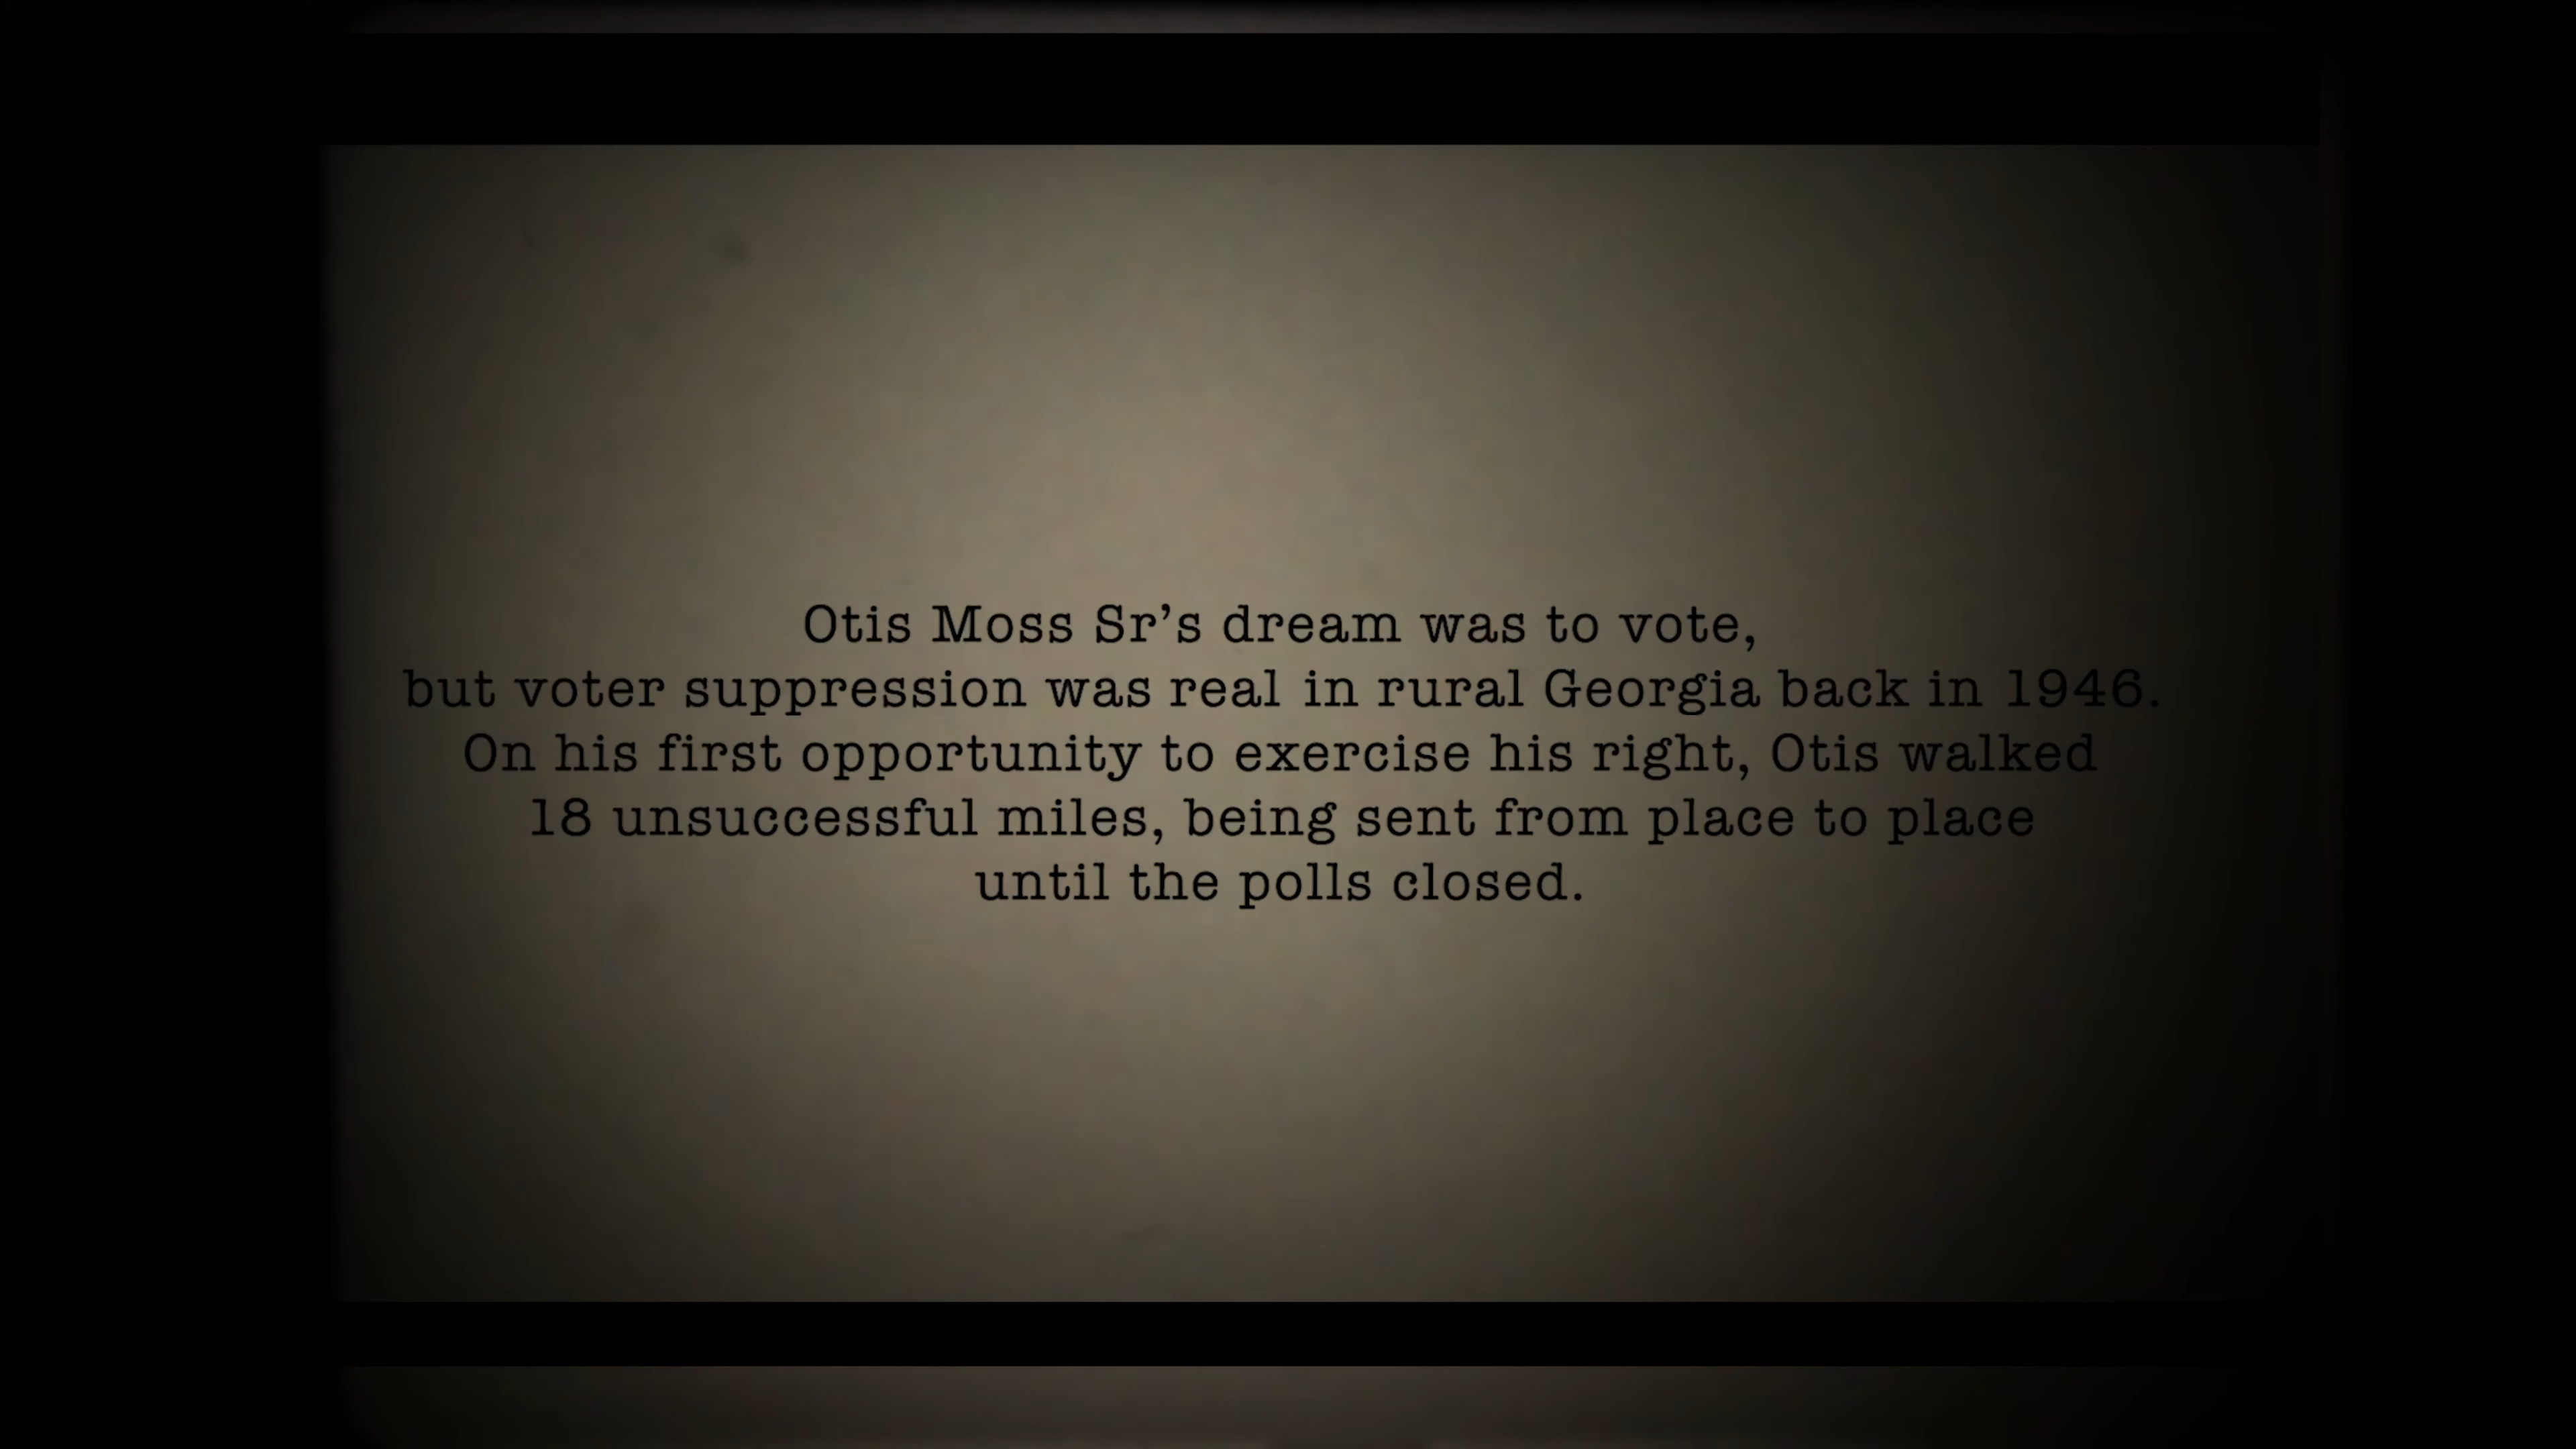 Otis Moss Sr’s dream was to vote,
but voter suppression was real in rural Georgia back in 1946.
On his first opportunity to exercise his right, Otis walked
18 unsuccessful miles, being sent from place to place
until the polls closed.